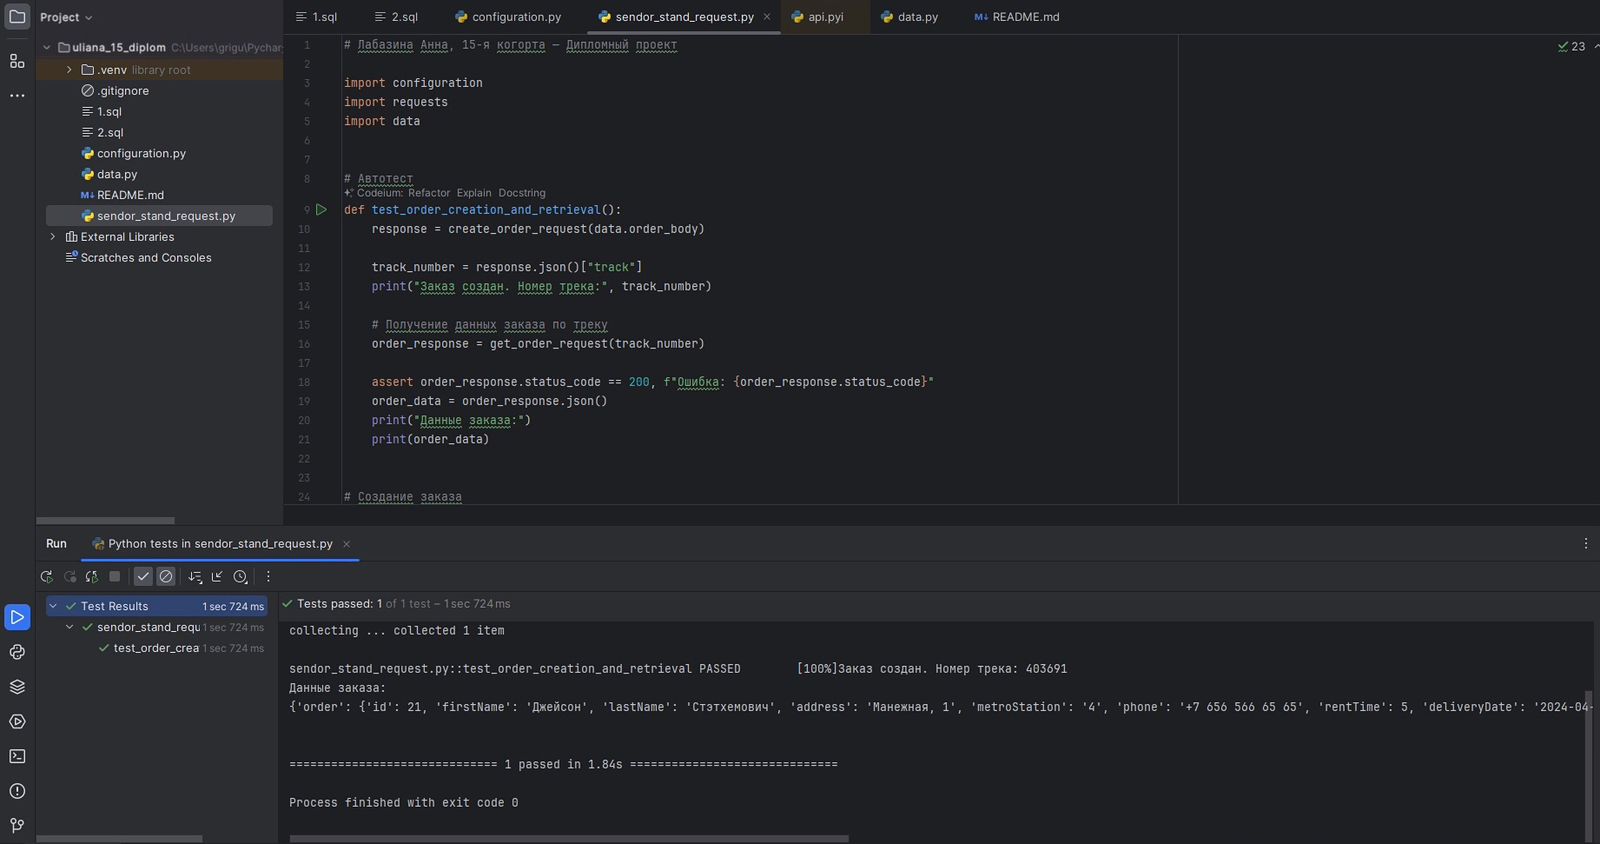 Project
1.sql
2.sql
configuration.py
sendor_stand_request.py
api.pyi
data.py
README.md
uliana_15_diplom C:\Users\grigu\Pychar
.venv library root
.gitignore
1.sql
2.sql
configuration.py
data.py
README.md
sendor_stand_request.py
External Libraries
Scratches and Consoles
1 # Лабазина Анна, 15-я когорта — Дипломный проект
2
3 import configuration
4 import requests
5 import data
6
7
8 # Автотест
Codeium: Refactor Explain Docstring
9 def test_order_creation_and_retrieval():
10 response = create_order_request(data.order_body)
11
12 track_number = response.json()["track"]
13 print("Заказ создан. Номер трека:", track_number)
14
15 # Получение данных заказа по треку
16 order_response = get_order_request(track_number)
17
18 assert order_response.status_code == 200, f"Ошибка: {order_response.status_code}"
19 order_data = order_response.json()
20 print("Данные заказа:")
21 print(order_data)
22
23
24 # Создание заказа
23
Run
Python tests in sendor_stand_request.py
Test Results 1 sec 724 ms
sendor_stand_requ 1 sec 724 ms
test_order_crea 1 sec 724 ms
Tests passed: 1 of 1 test – 1 sec 724 ms
collecting ... collected 1 item
sendor_stand_request.py::test_order_creation_and_retrieval PASSED [100%]Заказ создан. Номер трека: 403691
Данные заказа:
{'order': {'id': 21, 'firstName': 'Джейсон', 'lastName': 'Стэтхемович', 'address': 'Манежная, 1', 'metroStation': '4', 'phone': '+7 656 566 65 65', 'rentTime': 5, 'deliveryDate': '2024-04-
============================== 1 passed in 1.84s ==============================
Process finished with exit code 0